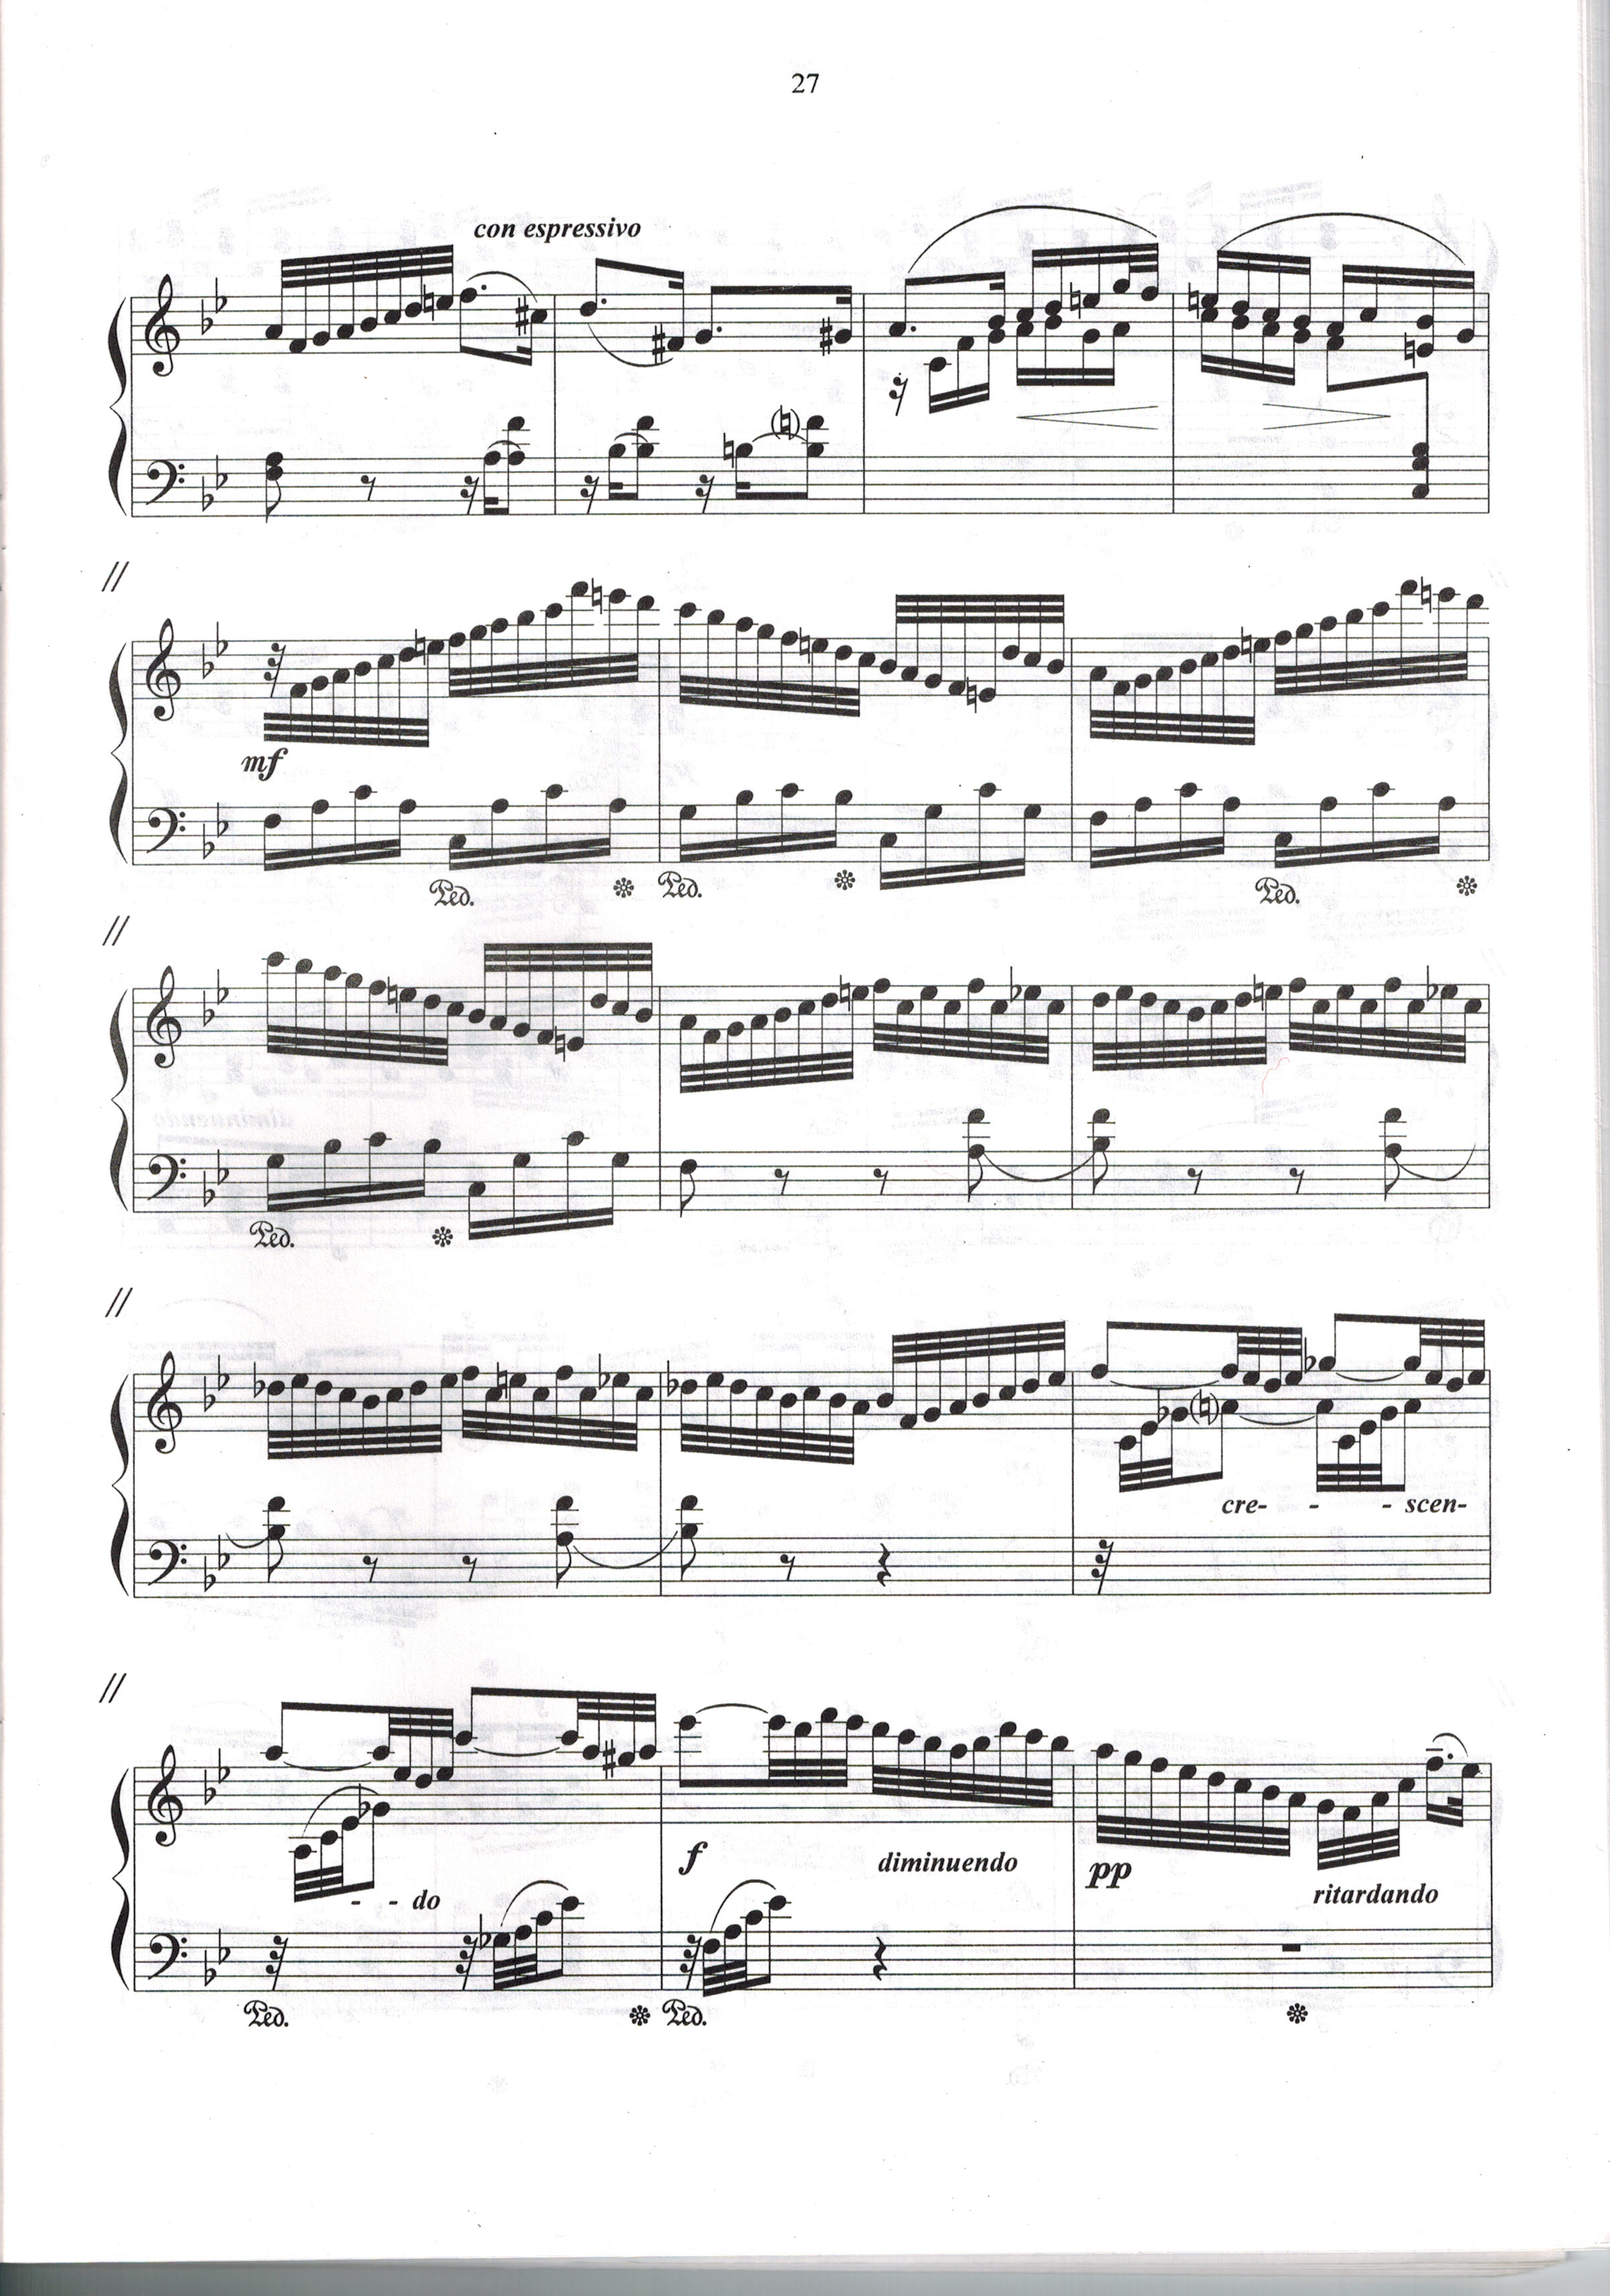 27
con espressivo
mf
Ped. Ped. Ped.
Ped.
cre- - - scen-
- - do
f diminuendo pp ritardando
Ped. Ped.